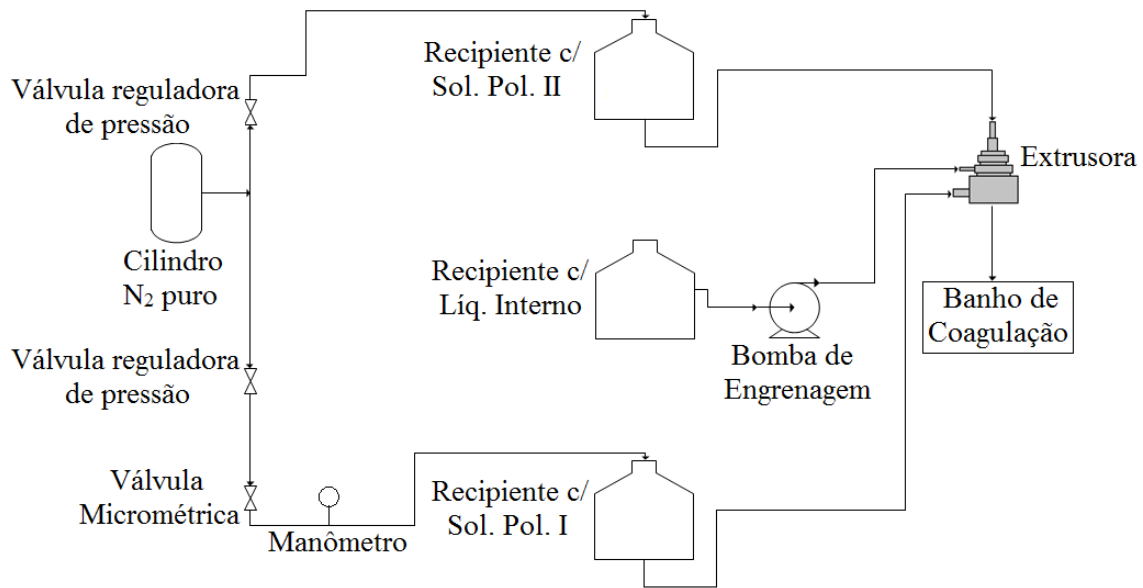 Recipiente c/
Sol. Pol. II
Válvula reguladora
de pressão
Extrusora
Cilindro
N₂ puro
Recipiente c/
Líq. Interno
Banho de
Coagulação
Bomba de
Engrenagem
Válvula reguladora
de pressão
Válvula
Micrométrica
Recipiente c/
Sol. Pol. I
Manômetro